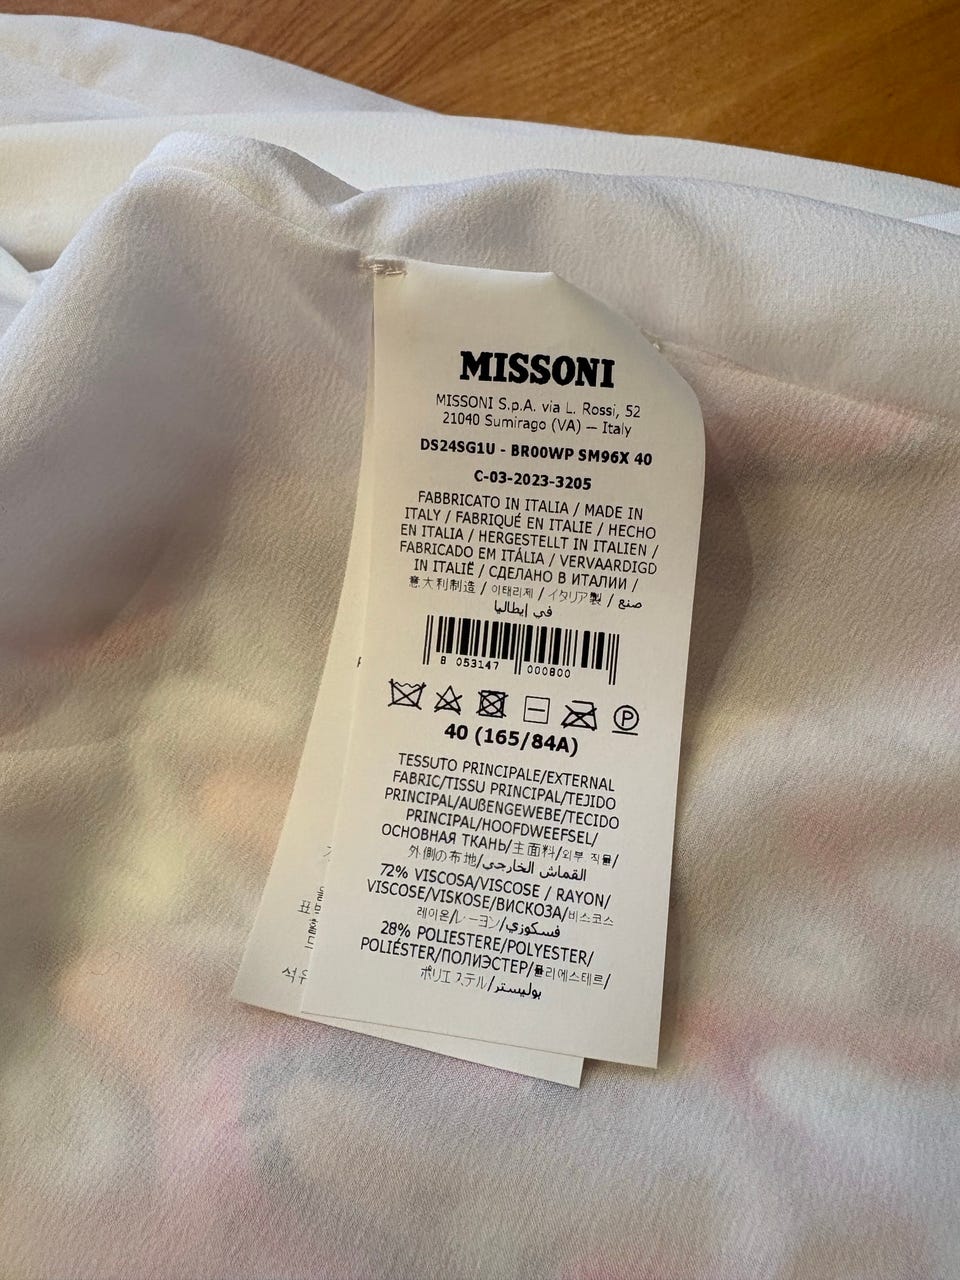 MISSONI
MISSONI S.p.A. via L. Rossi, 52
21040 Sumirago (VA) – Italy
DS24SG1U - BR00WP SM96X 40
C-03-2023-3205
FABBRICATO IN ITALIA / MADE IN
ITALY / FABRIQUÉ EN ITALIE / HECHO
EN ITALIA / HERGESTELLT IN ITALIEN /
FABRICADO EM ITÁLIA / VERVAARDIGD
IN ITALIË / СДЕЛАНО В ИТАЛИИ /
意大利制造 / 이태리제 / イタリア製 / صنع
في إيطاليا
8 053147 000800
P
40 (165/84A)
TESSUTO PRINCIPALE/EXTERNAL
FABRIC/TISSU PRINCIPAL/TEJIDO
PRINCIPAL/AUßENGEWEBE/TECIDO
PRINCIPAL/HOOFDWEEFSEL/
ОСНОВНАЯ ТКАНЬ/主面料/외부 직물/
外側の布地/القماش الخارجي
72% VISCOSA/VISCOSE / RAYON/
VISCOSE/VISKOSE/ВИСКОЗА/비스코스
레이온/レーヨン/فسكوزي
28% POLIESTERE/POLYESTER/
POLIÉSTER/ПОЛИЭСТЕР/폴리에스테르/
ポリエステル/بوليستر